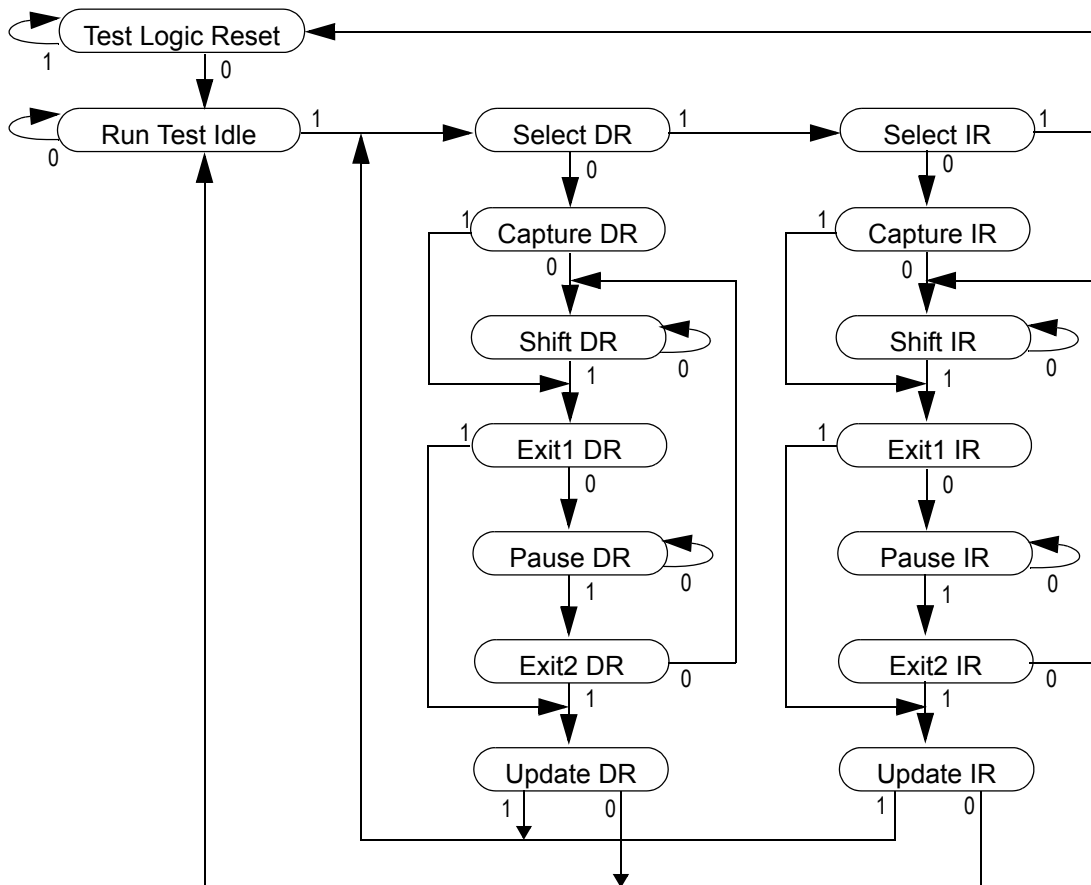 Test Logic Reset
1
0
Run Test Idle
1
Select DR
1
Select IR
1
0
0
0
1
Capture DR
1
Capture IR
0
0
Shift DR
0
Shift IR
0
1
1
1
Exit1 DR
1
Exit1 IR
0
0
Pause DR
0
Pause IR
0
1
1
Exit2 DR
0
Exit2 IR
0
1
1
Update DR
Update IR
1
0
1
0